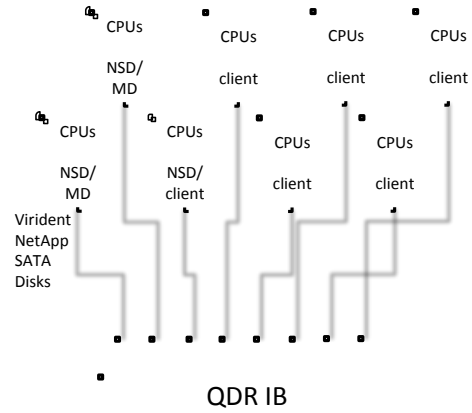 CPUs
NSD/
MD
CPUs
client
CPUs
client
CPUs
client
CPUs
NSD/
MD
CPUs
NSD/
client
CPUs
client
CPUs
client
Virident
NetApp
SATA
Disks
QDR IB